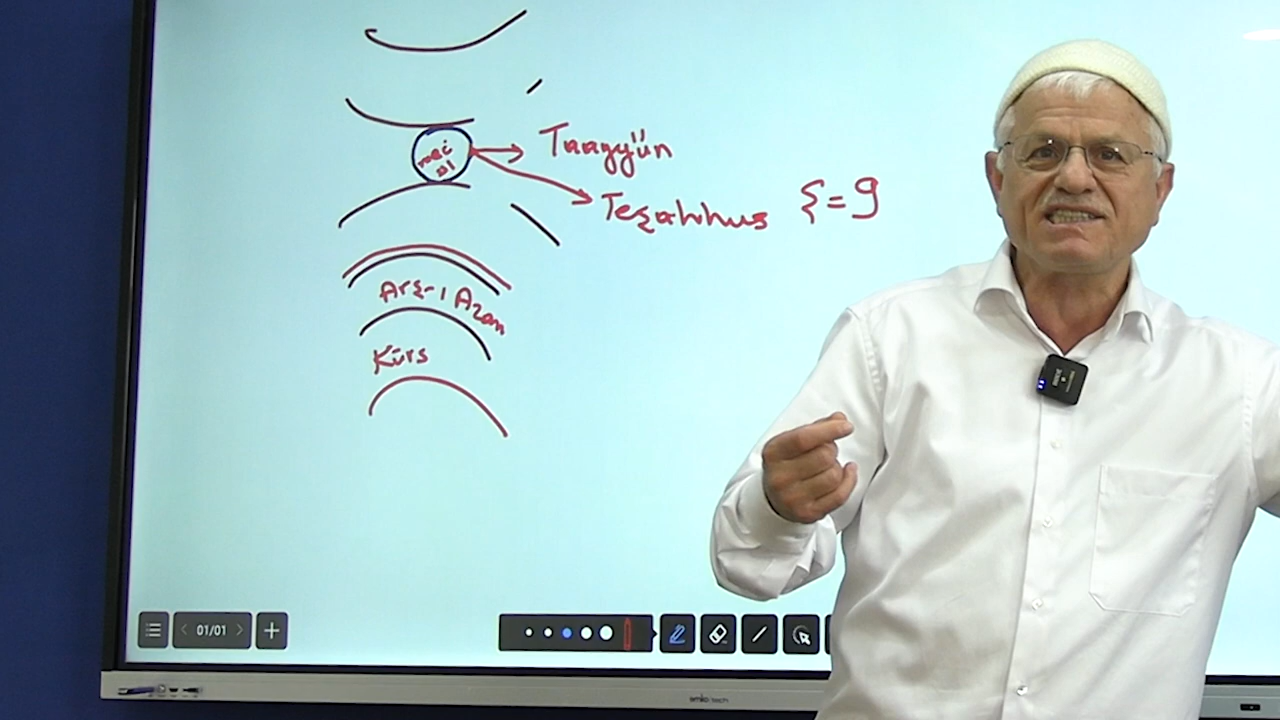 Taayyün
Teşahhus
ξ=9
Arş-ı Azam
Kürs
01/01